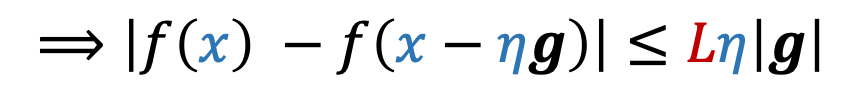 ⟹ |f(x) − f(x − ηg)| ≤ Lη|g|